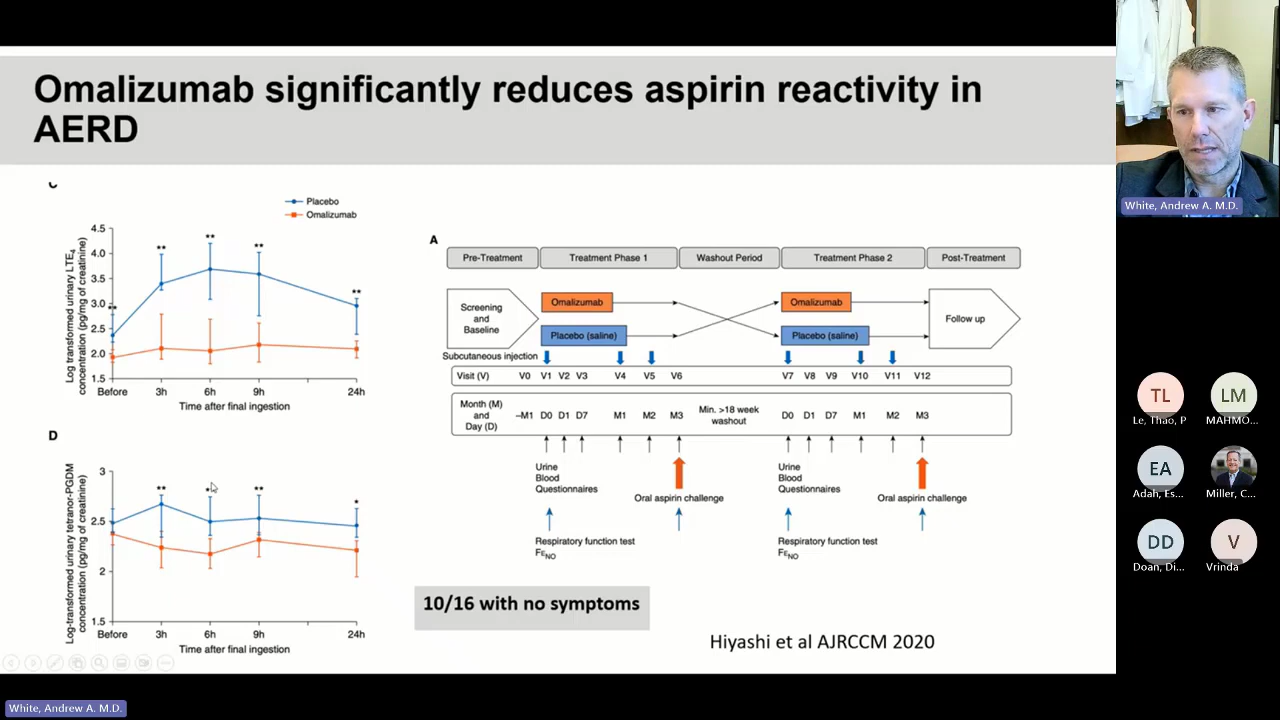 Omalizumab significantly reduces aspirin reactivity in
AERD
C
Placebo
Omalizumab
Log transformed urinary LTE4
concentration (pg/mg of creatinine)
4.5
4.0
3.5
3.0
2.5
2.0
1.5
**
**
**
**
**
Before
3h
6h
9h
24h
Time after final ingestion
D
Log-transformed urinary tetranor-PGDM
concentration (pg/mg of creatinine)
3
2.5
2
1.5
**
**
*
Before
3h
6h
9h
24h
Time after final ingestion
A
Pre-Treatment
Treatment Phase 1
Washout Period
Treatment Phase 2
Post-Treatment
Screening
and
Baseline
Omalizumab
Placebo (saline)
Omalizumab
Placebo (saline)
Follow up
Subcutaneous injection
Visit (V) V0 V1 V2 V3 V4 V5 V6 V7 V8 V9 V10 V11 V12
Month (M)
and
Day (D)
–M1 D0 D1 D7 M1 M2 M3
Min. >18 week
washout
D0 D1 D7 M1 M2 M3
Urine
Blood
Questionnaires
Oral aspirin challenge
Urine
Blood
Questionnaires
Oral aspirin challenge
Respiratory function test
FENO
Respiratory function test
FENO
10/16 with no symptoms
Hiyashi et al AJRCCM 2020
White, Andrew A. M.D.
White, Andrew A. M.D.
TL
Le, Thao, P
LM
MAHMO...
EA
Adah, Es...
Miller, C...
DD
Doan, Di...
V
Vrinda